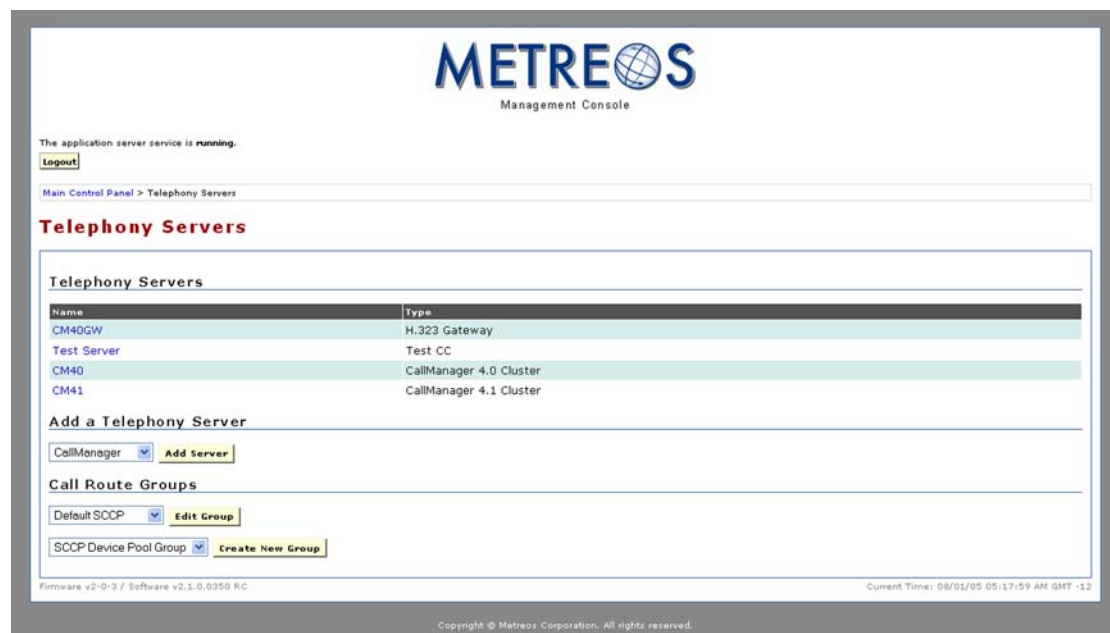 METREOS
Management Console
The application server service is running.
Logout
Main Control Panel > Telephony Servers
Telephony Servers
Telephony Servers
Name Type
CM40GW H.323 Gateway
Test Server Test CC
CM40 CallManager 4.0 Cluster
CM41 CallManager 4.1 Cluster
Add a Telephony Server
CallManager Add Server
Call Route Groups
Default SCCP Edit Group
SCCP Device Pool Group Create New Group
Firmware v2-0-3 / Software v2.1.0.0350 RC Current Time: 08/01/05 05:17:59 AM GMT -12
Copyright © Metreos Corporation. All rights reserved.